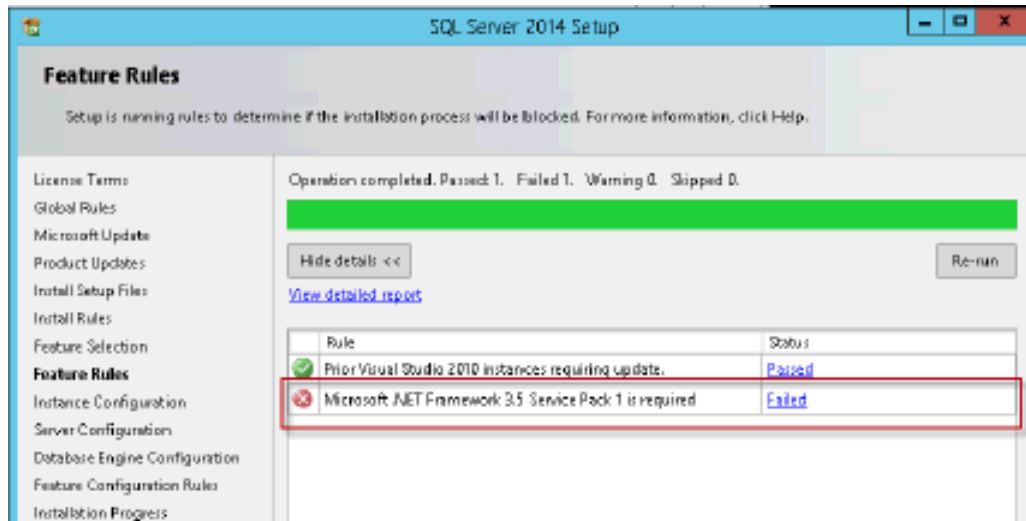 SQL Server 2014 Setup
Feature Rules
Setup is running rules to determine if the installation process will be blocked. For more information, click Help.
License Terms
Global Rules
Microsoft Update
Product Updates
Install Setup Files
Install Rules
Feature Selection
Feature Rules
Instance Configuration
Server Configuration
Database Engine Configuration
Feature Configuration Rules
Installation Progress
Operation completed. Passed: 1.   Failed 1.   Warning 0.   Skipped 0.
Hide details <<
Re-run
View detailed report
Rule
Status
Prior Visual Studio 2010 instances requiring update.
Passed
Microsoft .NET Framework 3.5 Service Pack 1 is required
Failed